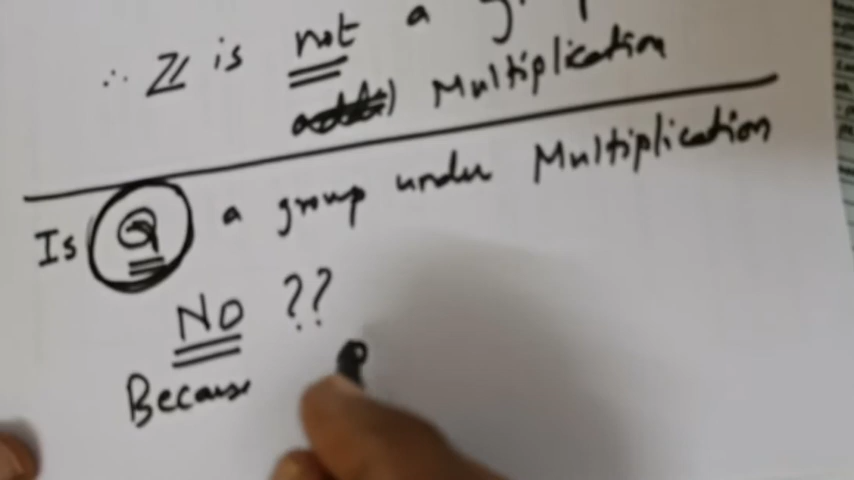 ∴ ℤ is not a
Multiplication
Is Q a group under Multiplication
No ??
Because